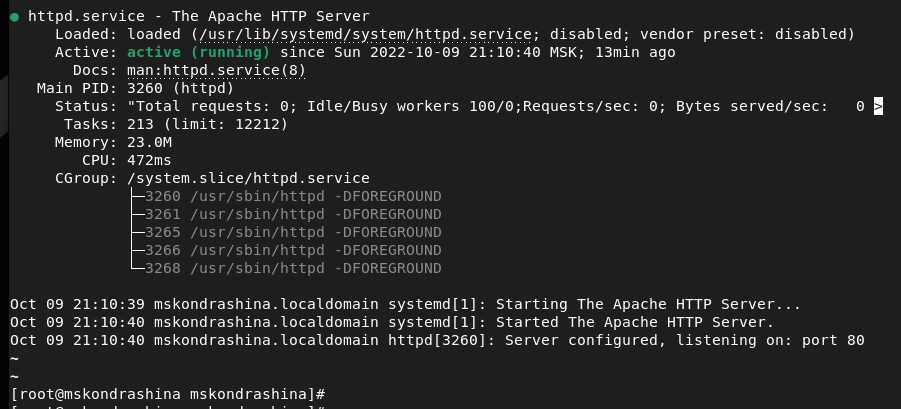 ● httpd.service - The Apache HTTP Server
Loaded: loaded (/usr/lib/systemd/system/httpd.service; disabled; vendor preset: disabled)
Active: active (running) since Sun 2022-10-09 21:10:40 MSK; 13min ago
Docs: man:httpd.service(8)
Main PID: 3260 (httpd)
Status: "Total requests: 0; Idle/Busy workers 100/0;Requests/sec: 0; Bytes served/sec:   0 >
Tasks: 213 (limit: 12212)
Memory: 23.0M
CPU: 472ms
CGroup: /system.slice/httpd.service
├─3260 /usr/sbin/httpd -DFOREGROUND
├─3261 /usr/sbin/httpd -DFOREGROUND
├─3265 /usr/sbin/httpd -DFOREGROUND
├─3266 /usr/sbin/httpd -DFOREGROUND
└─3268 /usr/sbin/httpd -DFOREGROUND
Oct 09 21:10:39 mskondrashina.localdomain systemd[1]: Starting The Apache HTTP Server...
Oct 09 21:10:40 mskondrashina.localdomain systemd[1]: Started The Apache HTTP Server.
Oct 09 21:10:40 mskondrashina.localdomain httpd[3260]: Server configured, listening on: port 80
~
~
[root@mskondrashina mskondrashina]#